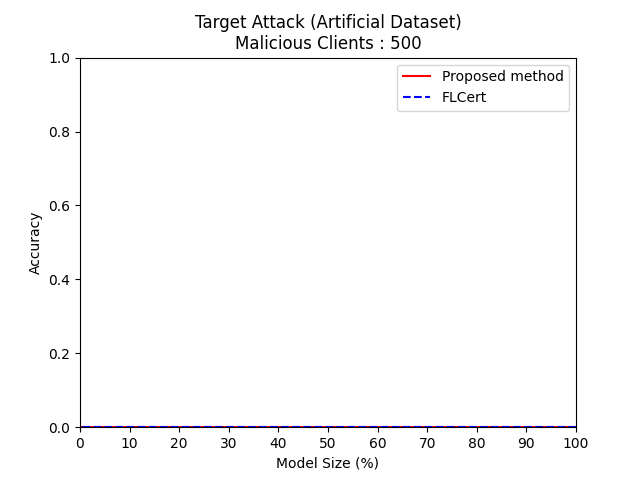 Target Attack (Artificial Dataset)
Malicious Clients : 500
Proposed method
FLCert
Accuracy
1.0
0.8
0.6
0.4
0.2
0.0
0 10 20 30 40 50 60 70 80 90 100
Model Size (%)